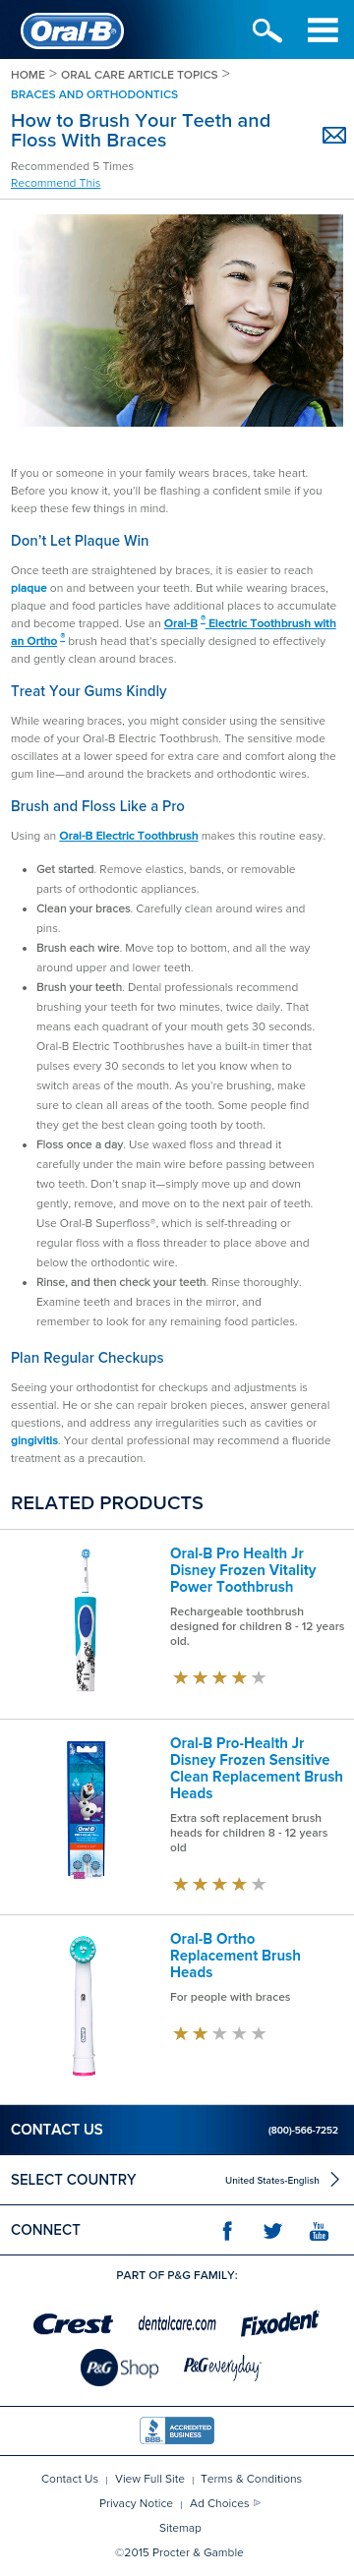 Oral-B
HOME > ORAL CARE ARTICLE TOPICS >
BRACES AND ORTHODONTICS
How to Brush Your Teeth and
Floss With Braces
Recommended 5 Times
Recommend This
If you or someone in your family wears braces, take heart.
Before you know it, you'll be flashing a confident smile if you
keep these few things in mind.
Don't Let Plaque Win
Once teeth are straightened by braces, it is easier to reach
plaque on and between your teeth. But while wearing braces,
plaque and food particles have additional places to accumulate
and become trapped. Use an Oral-B® Electric Toothbrush with
an Ortho® brush head that's specially designed to effectively
and gently clean around braces.
Treat Your Gums Kindly
While wearing braces, you might consider using the sensitive
mode of your Oral-B Electric Toothbrush. The sensitive mode
oscillates at a lower speed for extra care and comfort along the
gum line—and around the brackets and orthodontic wires.
Brush and Floss Like a Pro
Using an Oral-B Electric Toothbrush makes this routine easy.
• Get started. Remove elastics, bands, or removable
parts of orthodontic appliances.
• Clean your braces. Carefully clean around wires and
pins.
• Brush each wire. Move top to bottom, and all the way
around upper and lower teeth.
• Brush your teeth. Dental professionals recommend
brushing your teeth for two minutes, twice daily. That
means each quadrant of your mouth gets 30 seconds.
Oral-B Electric Toothbrushes have a built-in timer that
pulses every 30 seconds to let you know when to
switch areas of the mouth. As you're brushing, make
sure to clean all areas of the tooth. Some people find
they get the best clean going tooth by tooth.
• Floss once a day. Use waxed floss and thread it
carefully under the main wire before passing between
two teeth. Don't snap it—simply move up and down
gently, remove, and move on to the next pair of teeth.
Use Oral-B Superfloss®, which is self-threading or
regular floss with a floss threader to place above and
below the orthodontic wire.
• Rinse, and then check your teeth. Rinse thoroughly.
Examine teeth and braces in the mirror, and
remember to look for any remaining food particles.
Plan Regular Checkups
Seeing your orthodontist for checkups and adjustments is
essential. He or she can repair broken pieces, answer general
questions, and address any irregularities such as cavities or
gingivitis. Your dental professional may recommend a fluoride
treatment as a precaution.
RELATED PRODUCTS
Oral-B Pro Health Jr
Disney Frozen Vitality
Power Toothbrush
Rechargeable toothbrush
designed for children 8 - 12 years
old.
Oral-B Pro-Health Jr
Disney Frozen Sensitive
Clean Replacement Brush
Heads
Extra soft replacement brush
heads for children 8 - 12 years
old
Oral-B
Oral-B Ortho
Replacement Brush
Heads
For people with braces
CONTACT US (800)-566-7252
SELECT COUNTRY United States-English
CONNECT
You
Tube
PART OF P&G FAMILY:
Crest dentalcare.com Fixodent
P&G Shop P&G everyday
BBB ACCREDITED
BUSINESS
Contact Us | View Full Site | Terms & Conditions
Privacy Notice | Ad Choices
Sitemap
©2015 Procter & Gamble